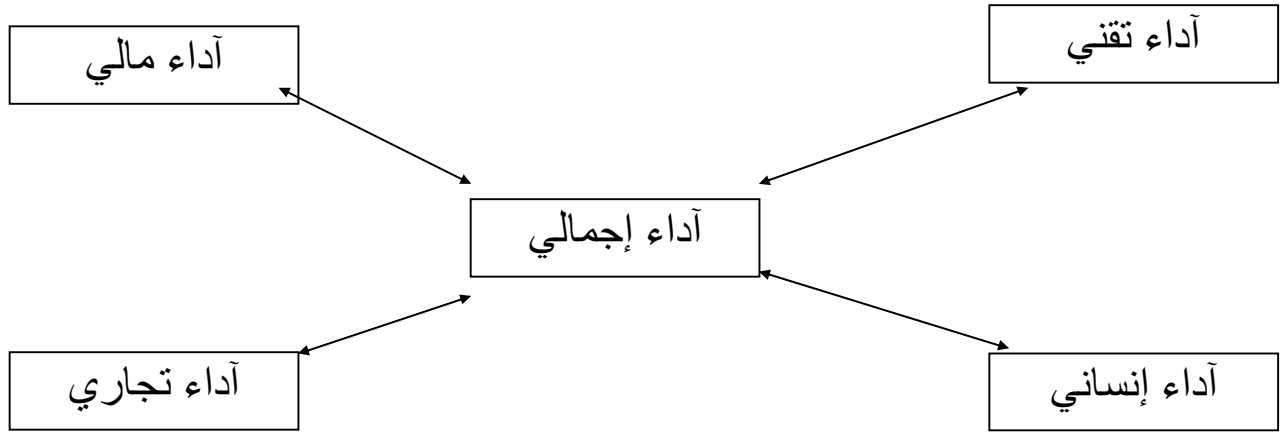 آداء تقني
آداء مالي
آداء إجمالي
آداء إنساني
آداء تجاري